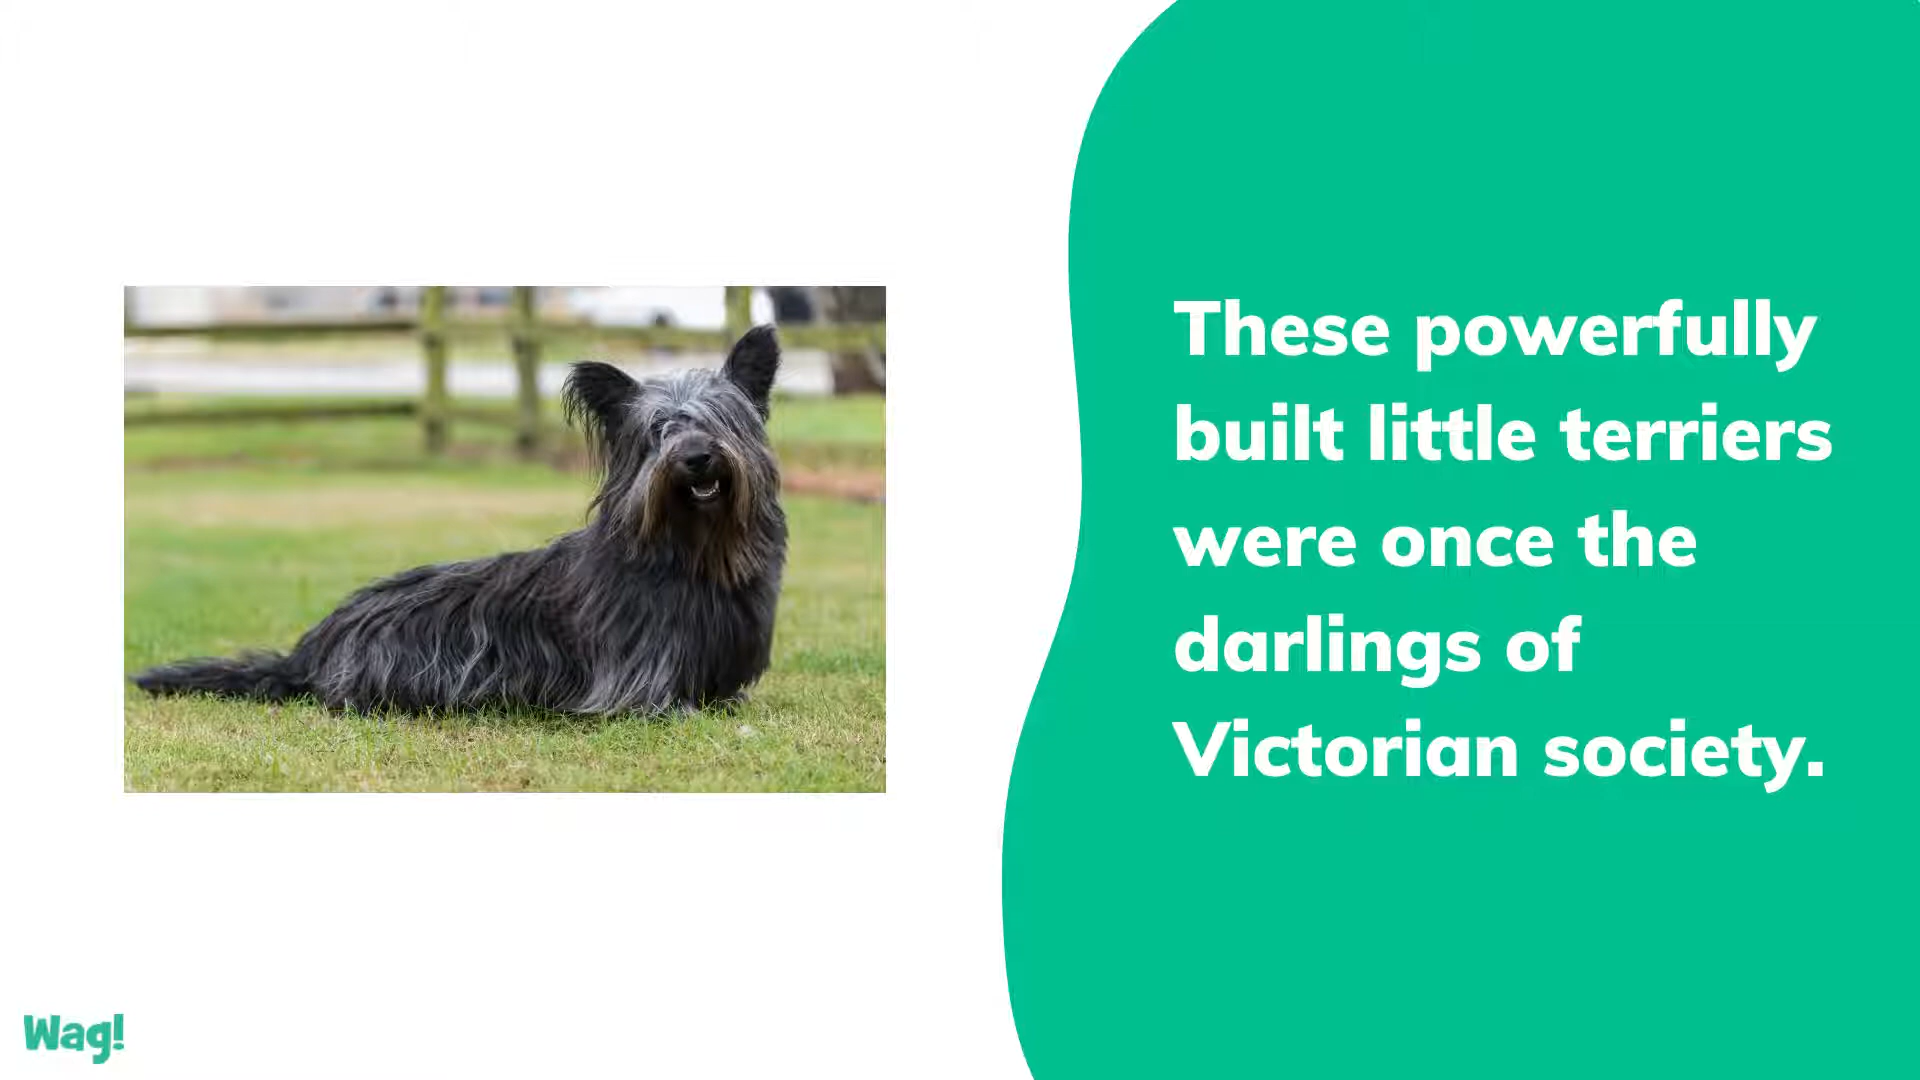 These powerfully
built little terriers
were once the
darlings of
Victorian society.
Wag!